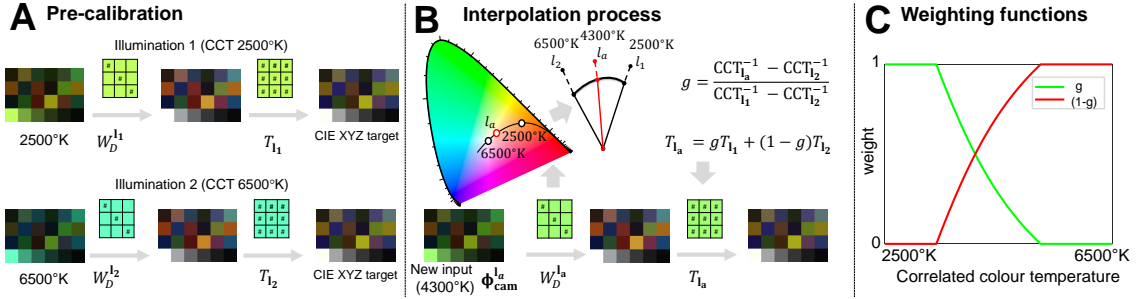 A Pre-calibration
Illumination 1 (CCT 2500°K)
#
#
#
# # #
# # #
# # #
2500°K
W_D^{l_1}
T_{l_1}
CIE XYZ target
Illumination 2 (CCT 6500°K)
#
#
#
# # #
# # #
# # #
6500°K
W_D^{l_2}
T_{l_2}
CIE XYZ target
B Interpolation process
4300°K
6500°K l_a 2500°K
l_2 l_1
l_a
2500°K
6500°K
g = \frac{CCT_{l_a}^{-1} - CCT_{l_2}^{-1}}{CCT_{l_1}^{-1} - CCT_{l_2}^{-1}}
T_{l_a} = gT_{l_1} + (1-g)T_{l_2}
#
#
#
# # #
# # #
# # #
New input
(4300°K)
Φ_{cam}^{l_a}
W_D^{l_a}
T_{l_a}
C Weighting functions
1
g
(1-g)
weight
0
2500°K 6500°K
Correlated colour temperature